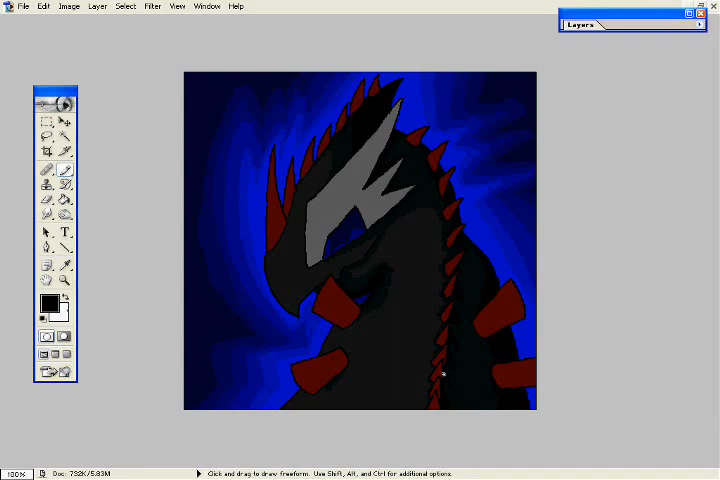 File Edit Image Layer Select Filter View Window Help
Layers
100% Doc: 732K/5.83M Click and drag to draw freeform. Use Shift, Alt, and Ctrl for additional options.